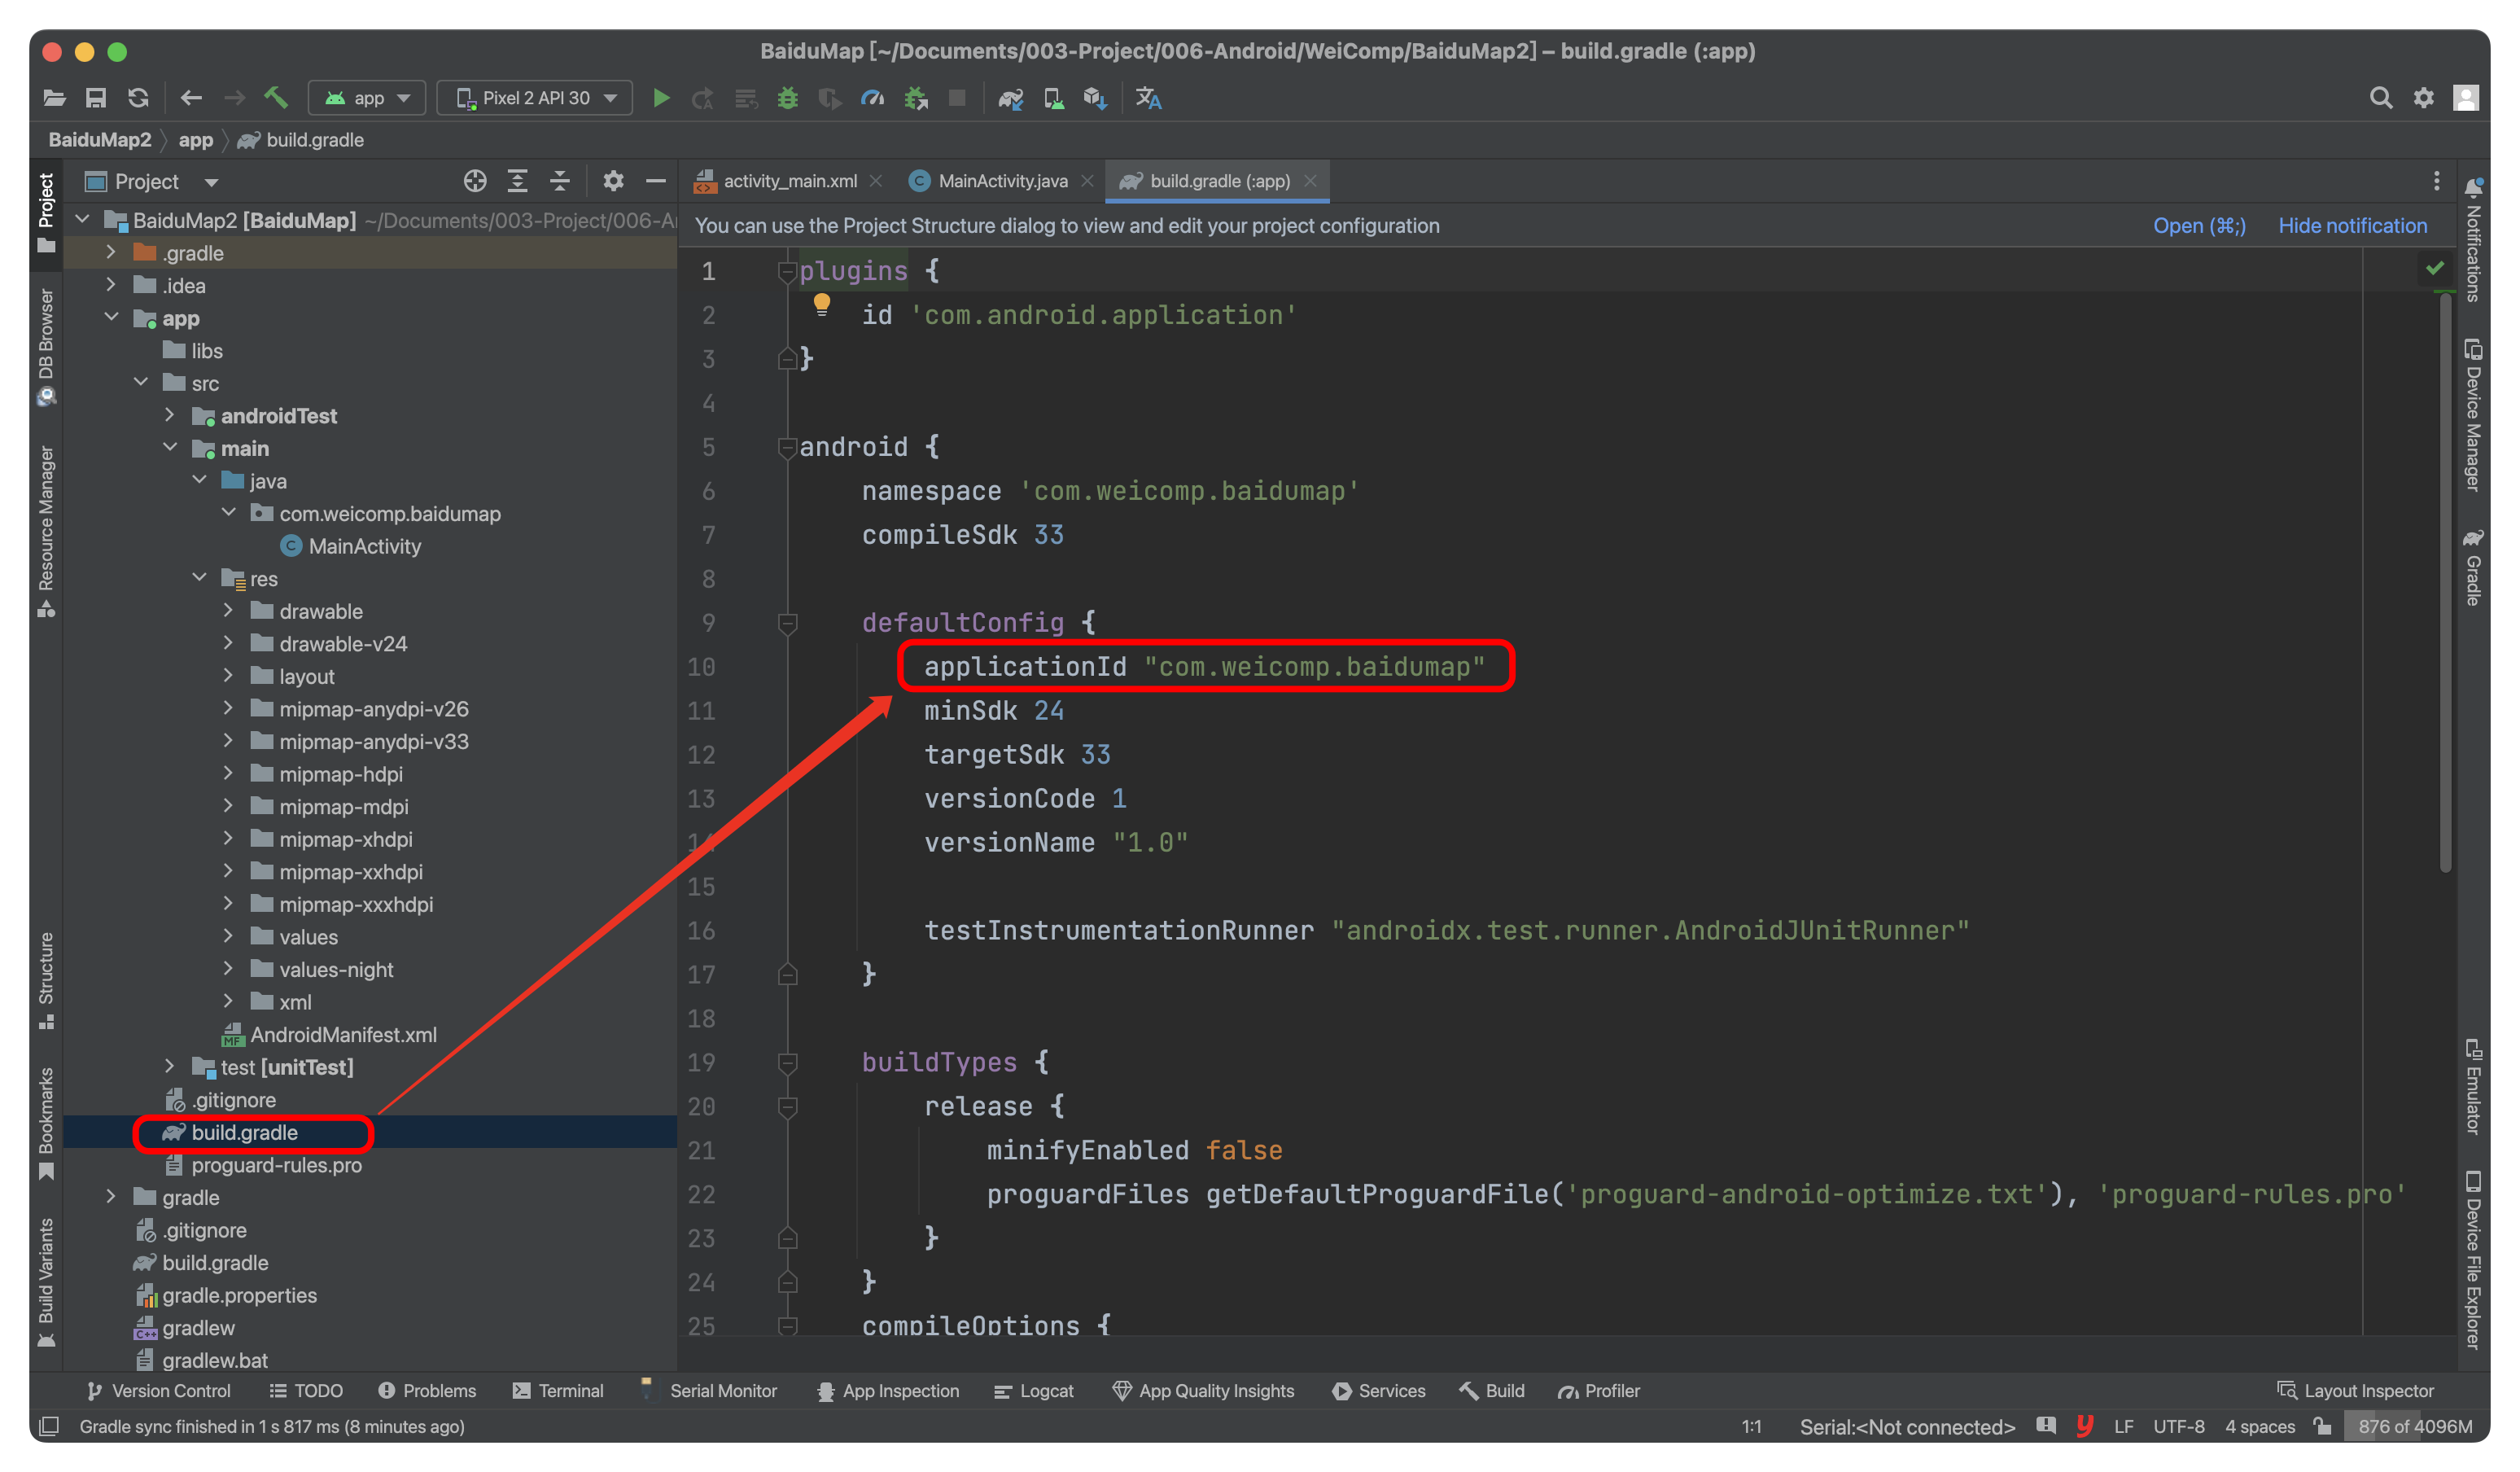 BaiduMap [~/Documents/003-Project/006-Android/WeiComp/BaiduMap2] – build.gradle (:app)
app
Pixel 2 API 30
BaiduMap2 app build.gradle
Project
DB Browser
Resource Manager
Structure
Bookmarks
Build Variants
Project
BaiduMap2 [BaiduMap] ~/Documents/003-Project/006-A
.gradle
.idea
app
libs
src
androidTest
main
java
com.weicomp.baidumap
MainActivity
res
drawable
drawable-v24
layout
mipmap-anydpi-v26
mipmap-anydpi-v33
mipmap-hdpi
mipmap-mdpi
mipmap-xhdpi
mipmap-xxhdpi
mipmap-xxxhdpi
values
values-night
xml
AndroidManifest.xml
test [unitTest]
.gitignore
build.gradle
proguard-rules.pro
gradle
.gitignore
build.gradle
gradle.properties
gradlew
gradlew.bat
activity_main.xml
MainActivity.java
build.gradle (:app)
You can use the Project Structure dialog to view and edit your project configuration
Open (⌘;)
Hide notification
1 plugins {
2 id 'com.android.application'
3 }
4
5 android {
6 namespace 'com.weicomp.baidumap'
7 compileSdk 33
8
9 defaultConfig {
10 applicationId "com.weicomp.baidumap"
11 minSdk 24
12 targetSdk 33
13 versionCode 1
14 versionName "1.0"
15
16 testInstrumentationRunner "androidx.test.runner.AndroidJUnitRunner"
17 }
18
19 buildTypes {
20 release {
21 minifyEnabled false
22 proguardFiles getDefaultProguardFile('proguard-android-optimize.txt'), 'proguard-rules.pro'
23 }
24 }
25 compileOptions {
Notifications
Device Manager
Gradle
Emulator
Device File Explorer
Version Control
TODO
Problems
Terminal
Serial Monitor
App Inspection
Logcat
App Quality Insights
Services
Build
Profiler
Layout Inspector
Gradle sync finished in 1 s 817 ms (8 minutes ago)
1:1
Serial:<Not connected>
LF
UTF-8
4 spaces
876 of 4096M